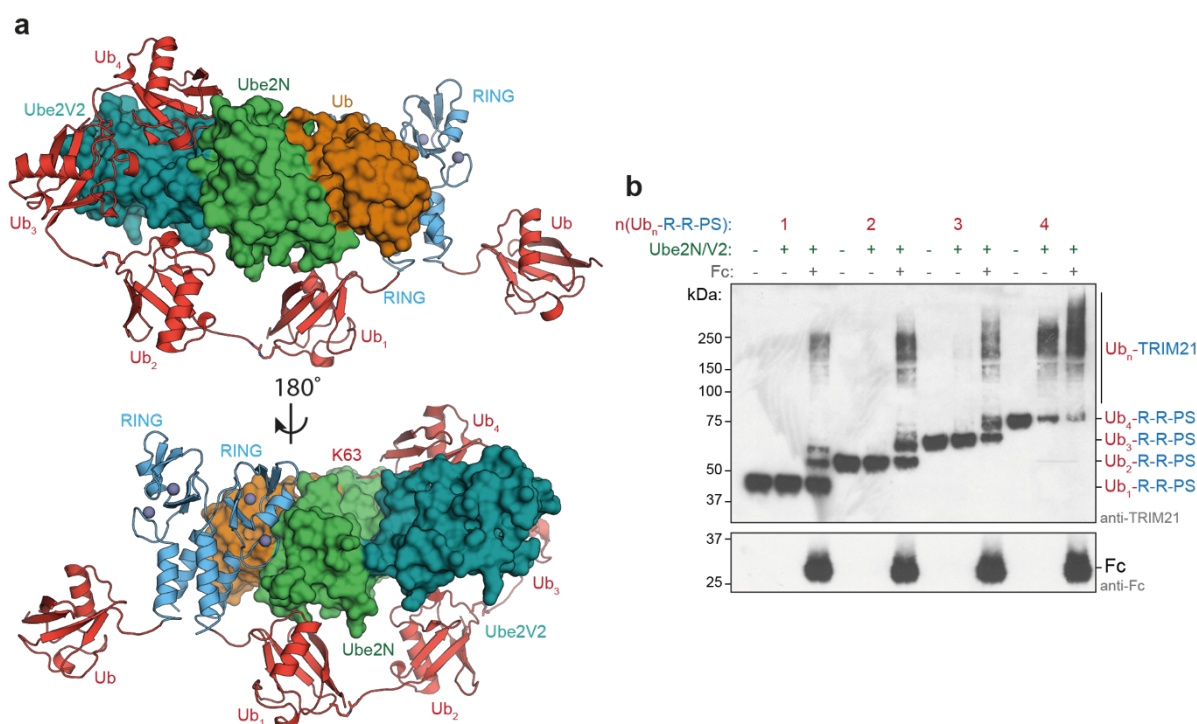 a
Ub4
Ube2N
Ub
RING
Ube2V2
Ub3
Ub
RING
Ub2
Ub1
180°
RING
RING
K63
Ub4
Ub3
Ube2V2
Ub
Ube2N
Ub1
Ub2
b
n(Ubn-R-R-PS): 1 2 3 4
Ube2N/V2: - + + - + + - + + - + +
Fc: - - + - - + - - + - - +
kDa:
250
150
100
75
50
37
Ubn-TRIM21
Ub4-R-R-PS
Ub3-R-R-PS
Ub2-R-R-PS
Ub1-R-R-PS
anti-TRIM21
37
25
Fc
anti-Fc